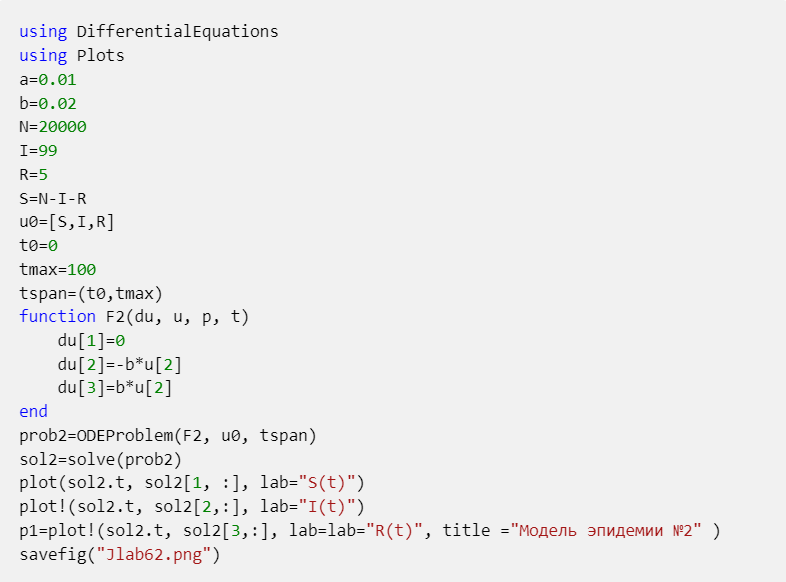 using DifferentialEquations
using Plots
a=0.01
b=0.02
N=20000
I=99
R=5
S=N-I-R
u0=[S,I,R]
t0=0
tmax=100
tspan=(t0,tmax)
function F2(du, u, p, t)
    du[1]=0
    du[2]=-b*u[2]
    du[3]=b*u[2]
end
prob2=ODEProblem(F2, u0, tspan)
sol2=solve(prob2)
plot(sol2.t, sol2[1, :], lab="S(t)")
plot!(sol2.t, sol2[2,:], lab="I(t)")
p1=plot!(sol2.t, sol2[3,:], lab=lab="R(t)", title ="Модель эпидемии №2" )
savefig("Jlab62.png")